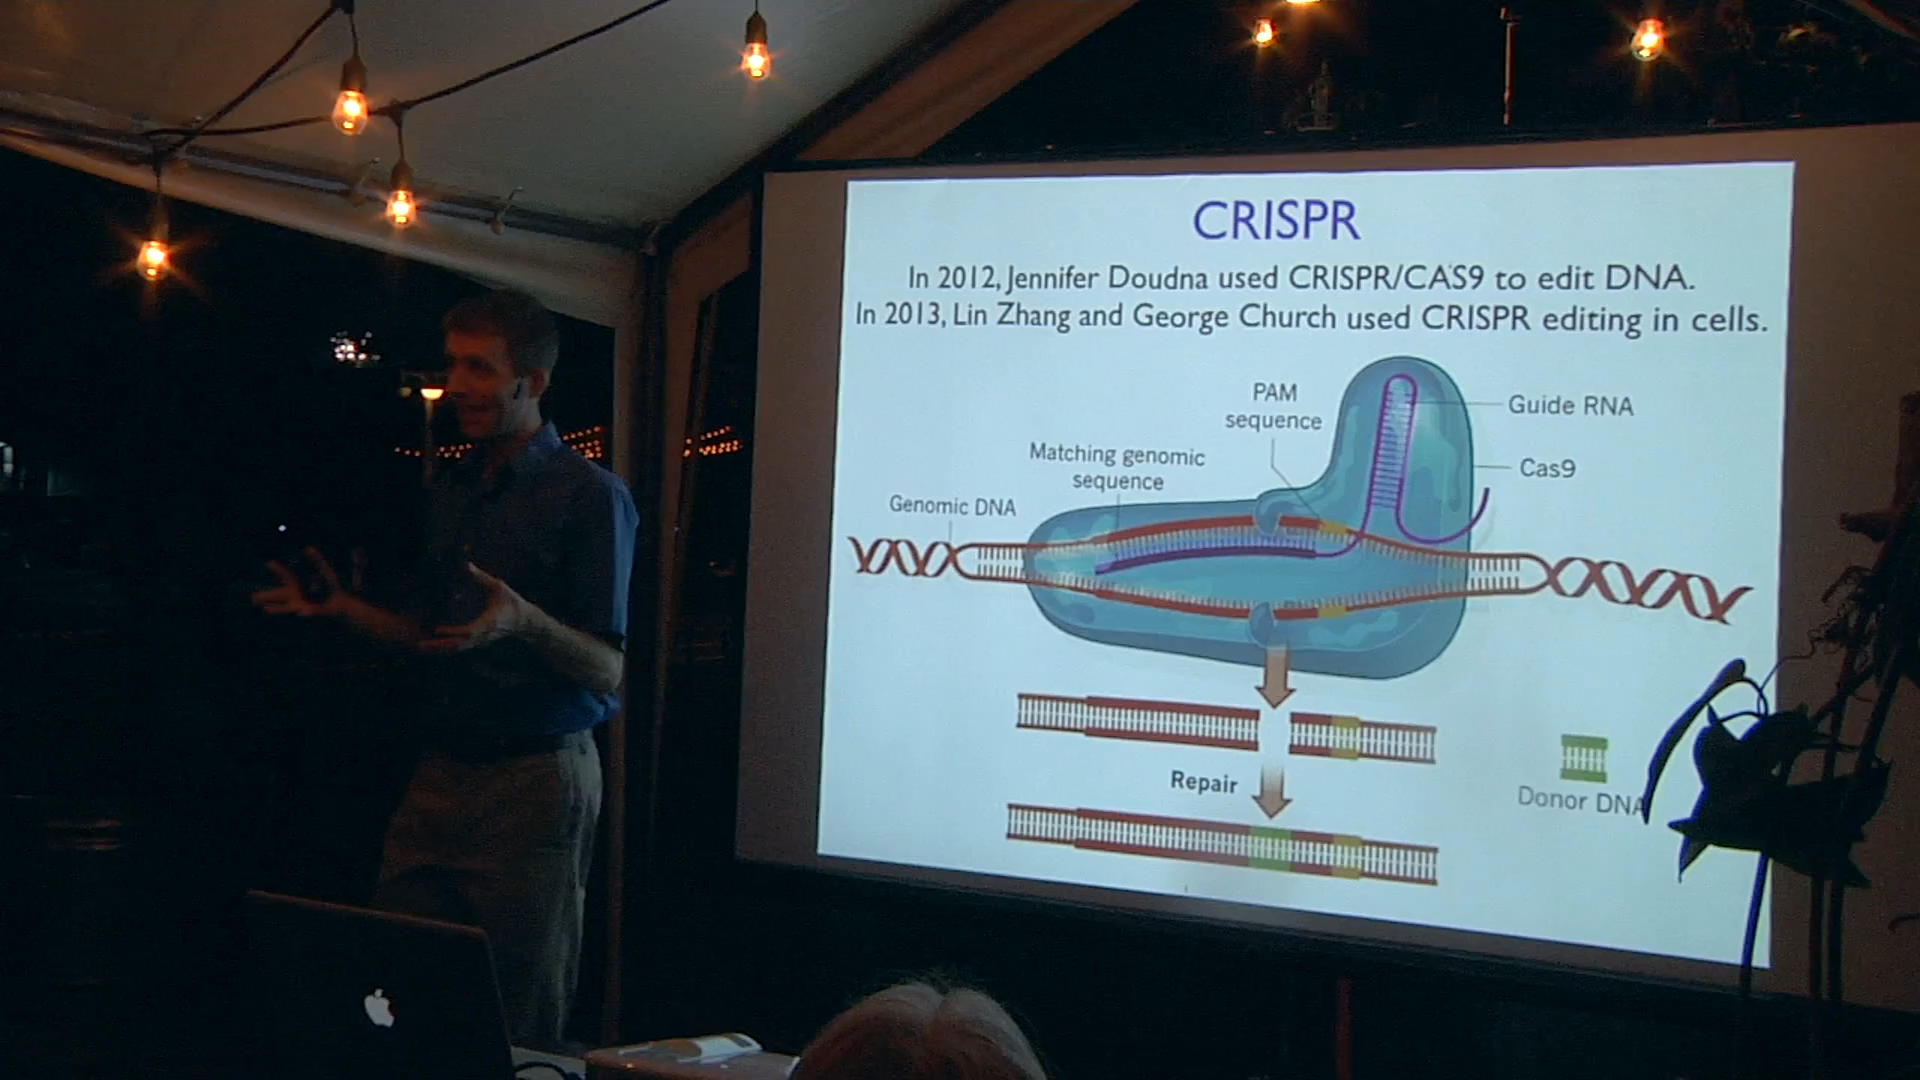 CRISPR
In 2012, Jennifer Doudna used CRISPR/CAS9 to edit DNA.
In 2013, Lin Zhang and George Church used CRISPR editing in cells.
PAM
sequence
Guide RNA
Matching genomic
sequence
Cas9
Genomic DNA
Repair
Donor DNA